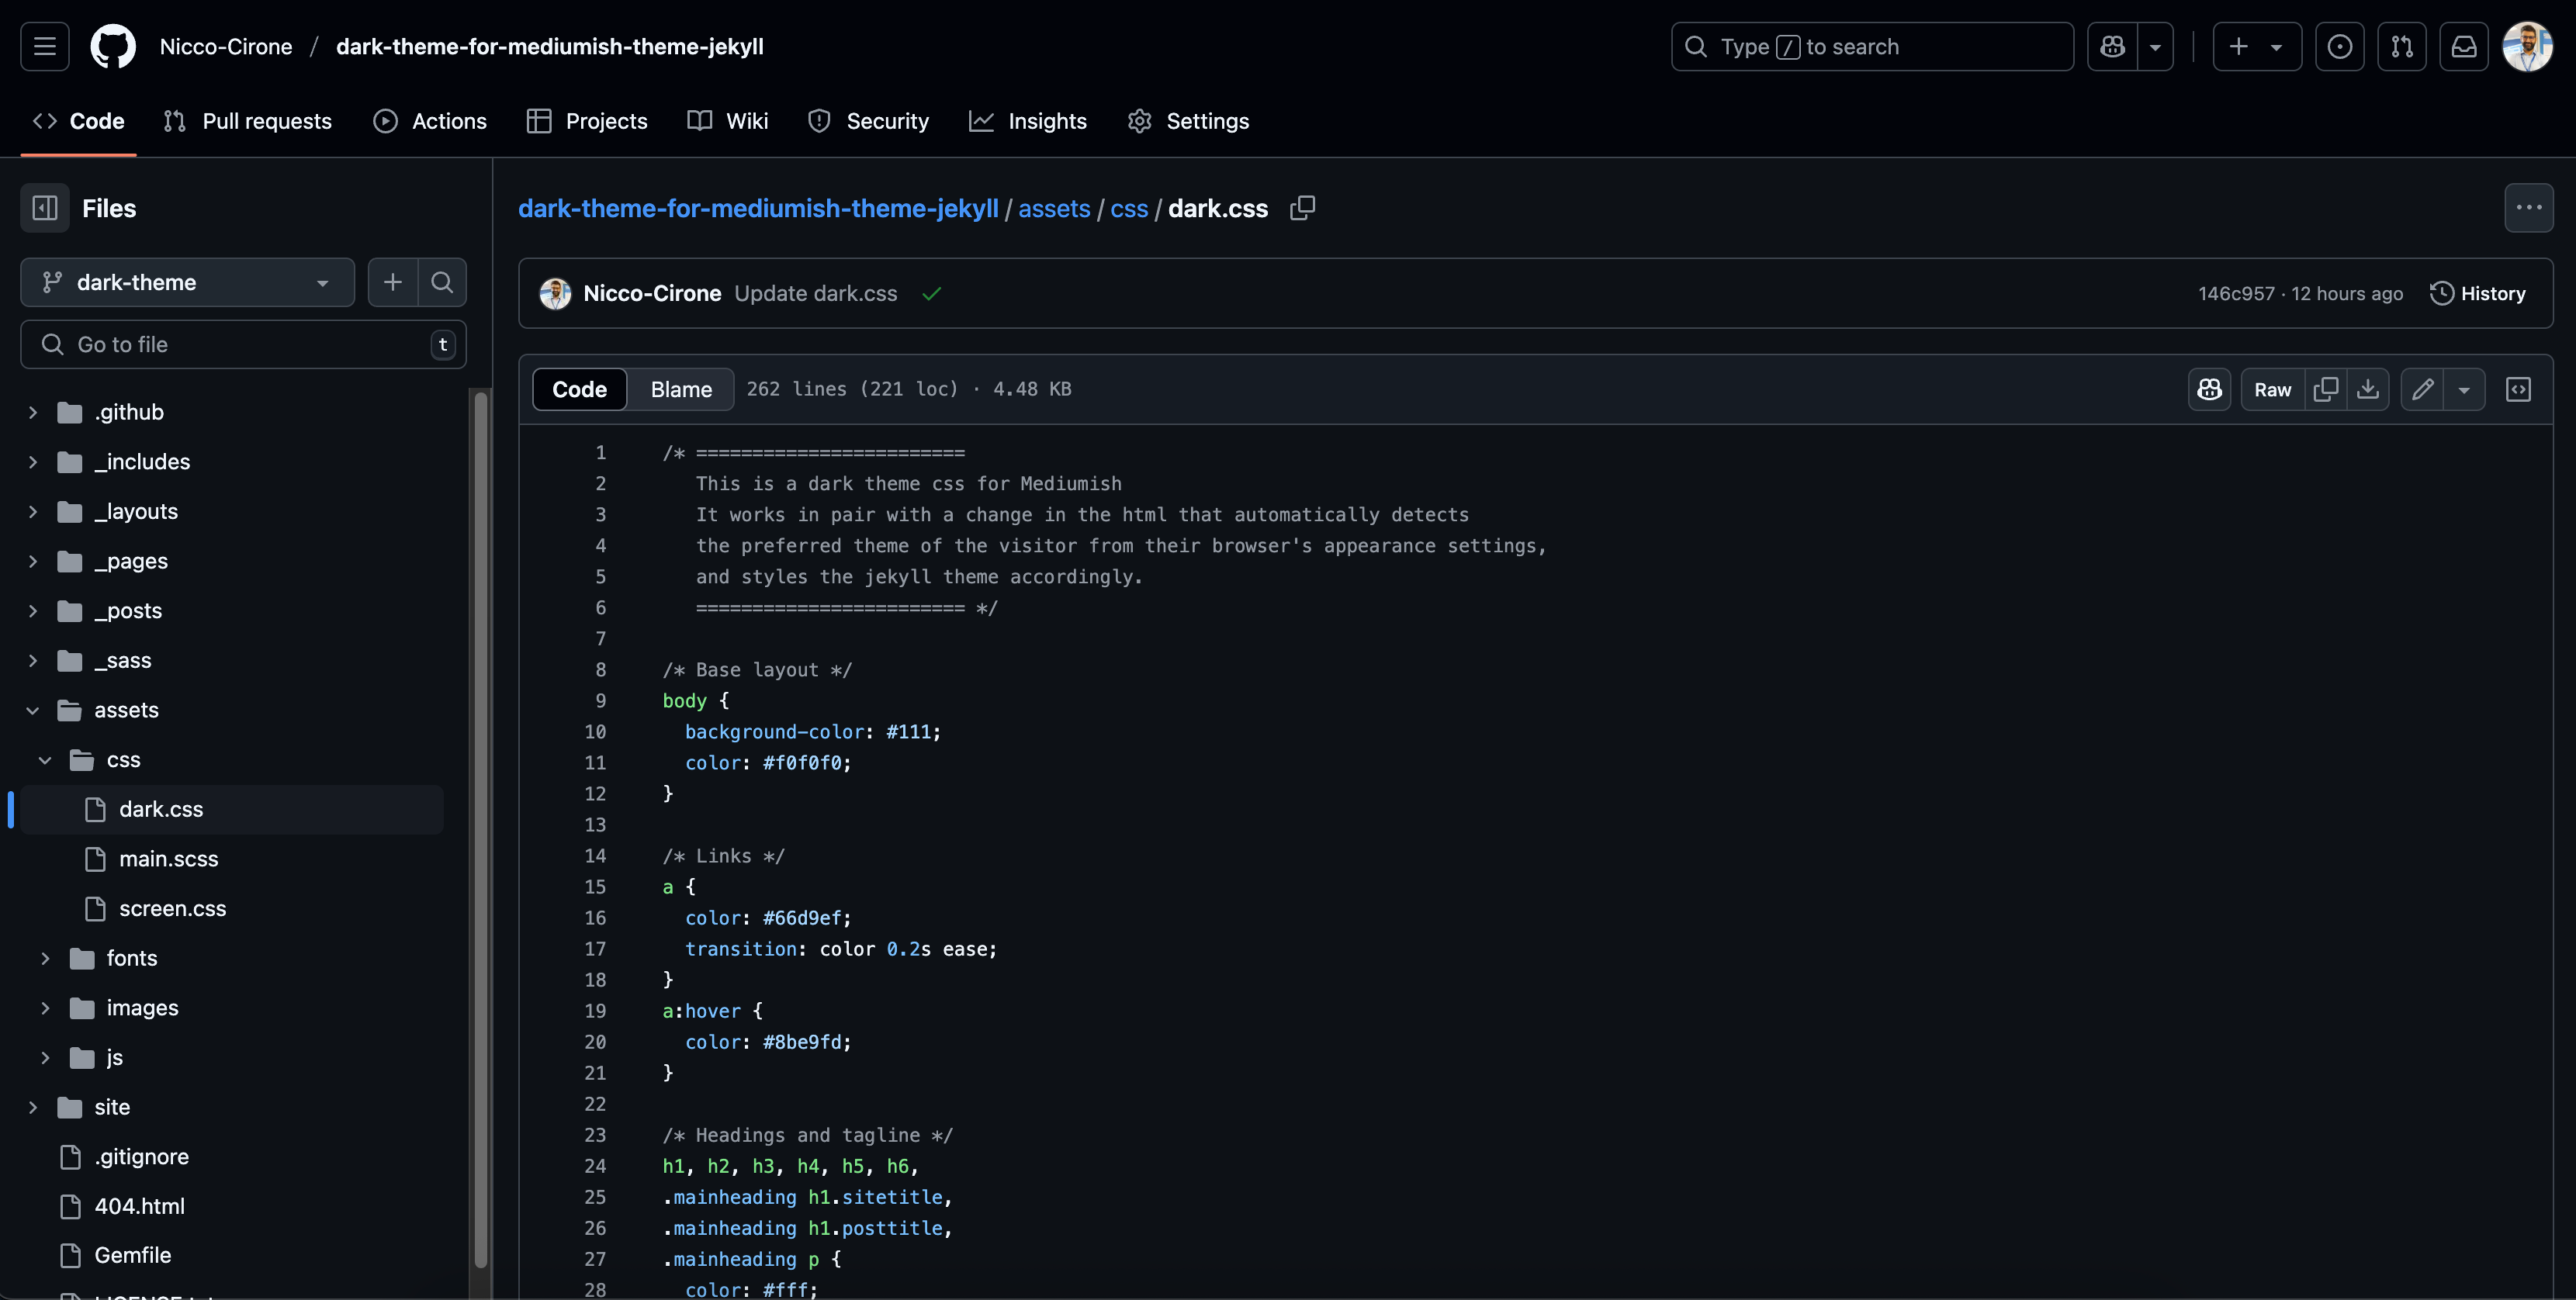 Nicco-Cirone / dark-theme-for-mediumish-theme-jekyll
Type / to search
Code
Pull requests
Actions
Projects
Wiki
Security
Insights
Settings
Files
dark-theme
Go to file
t
.github
_includes
_layouts
_pages
_posts
_sass
assets
css
dark.css
main.scss
screen.css
fonts
images
js
site
.gitignore
404.html
Gemfile
dark-theme-for-mediumish-theme-jekyll / assets / css / dark.css
Nicco-Cirone Update dark.css
146c957 · 12 hours ago
History
Code
Blame
262 lines (221 loc) · 4.48 KB
Raw
1 /* ========================
2 This is a dark theme css for Mediumish
3 It works in pair with a change in the html that automatically detects
4 the preferred theme of the visitor from their browser's appearance settings,
5 and styles the jekyll theme accordingly.
6 ======================== */
7
8 /* Base layout */
9 body {
10 background-color: #111;
11 color: #f0f0f0;
12 }
13
14 /* Links */
15 a {
16 color: #66d9ef;
17 transition: color 0.2s ease;
18 }
19 a:hover {
20 color: #8be9fd;
21 }
22
23 /* Headings and tagline */
24 h1, h2, h3, h4, h5, h6,
25 .mainheading h1.sitetitle,
26 .mainheading h1.posttitle,
27 .mainheading p {
28 color: #fff;